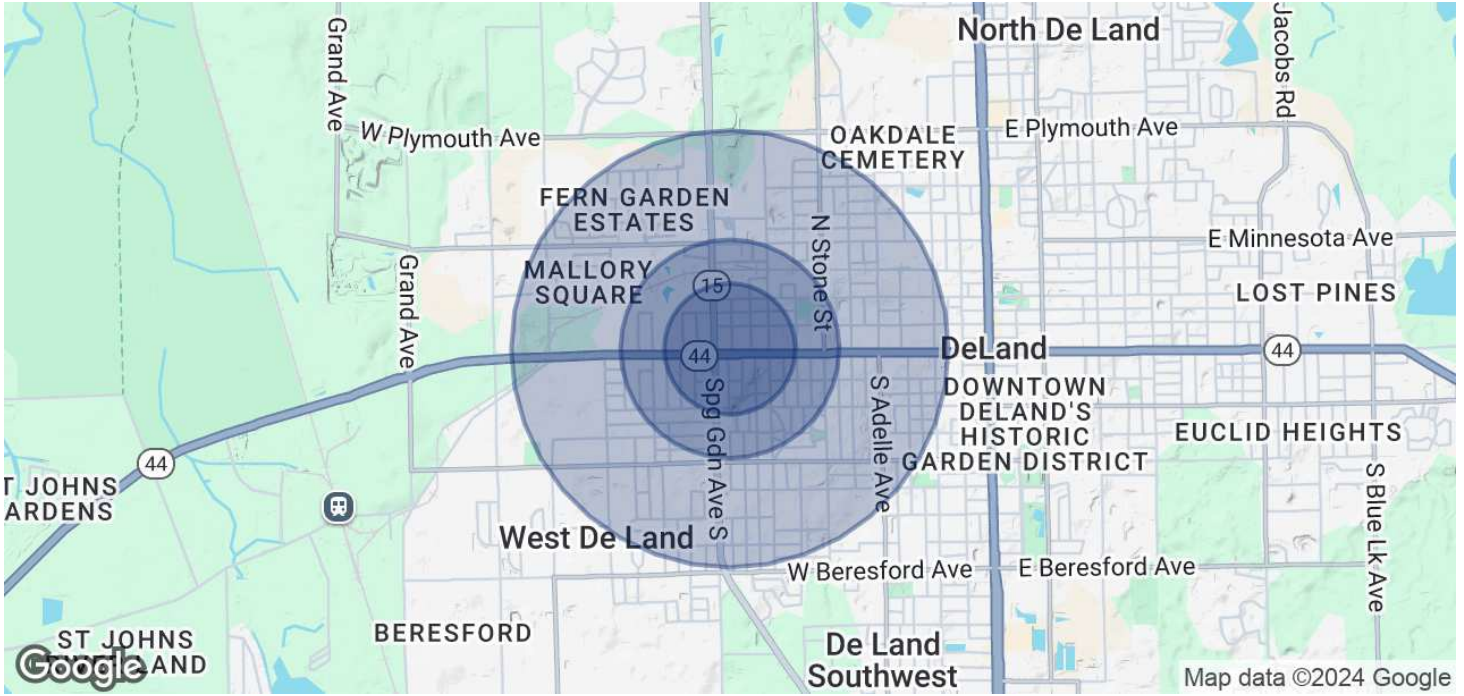 North De Land
Jacobs Rd
Grand Ave
W Plymouth Ave
OAKDALE
CEMETERY
E Plymouth Ave
FERN GARDEN
ESTATES
N Stone St
E Minnesota Ave
MALLORY
SQUARE
15
Grand Ave
LOST PINES
44
DeLand
44
Spg Gdn Ave S
S Adelle Ave
DOWNTOWN
DELAND'S
HISTORIC
GARDEN DISTRICT
EUCLID HEIGHTS
44
T JOHNS
ARDENS
S Blue Lk Ave
West De Land
W Beresford Ave
E Beresford Ave
BERESFORD
ST JOHNS
LAND
Google
De Land
Southwest
Map data ©2024 Google